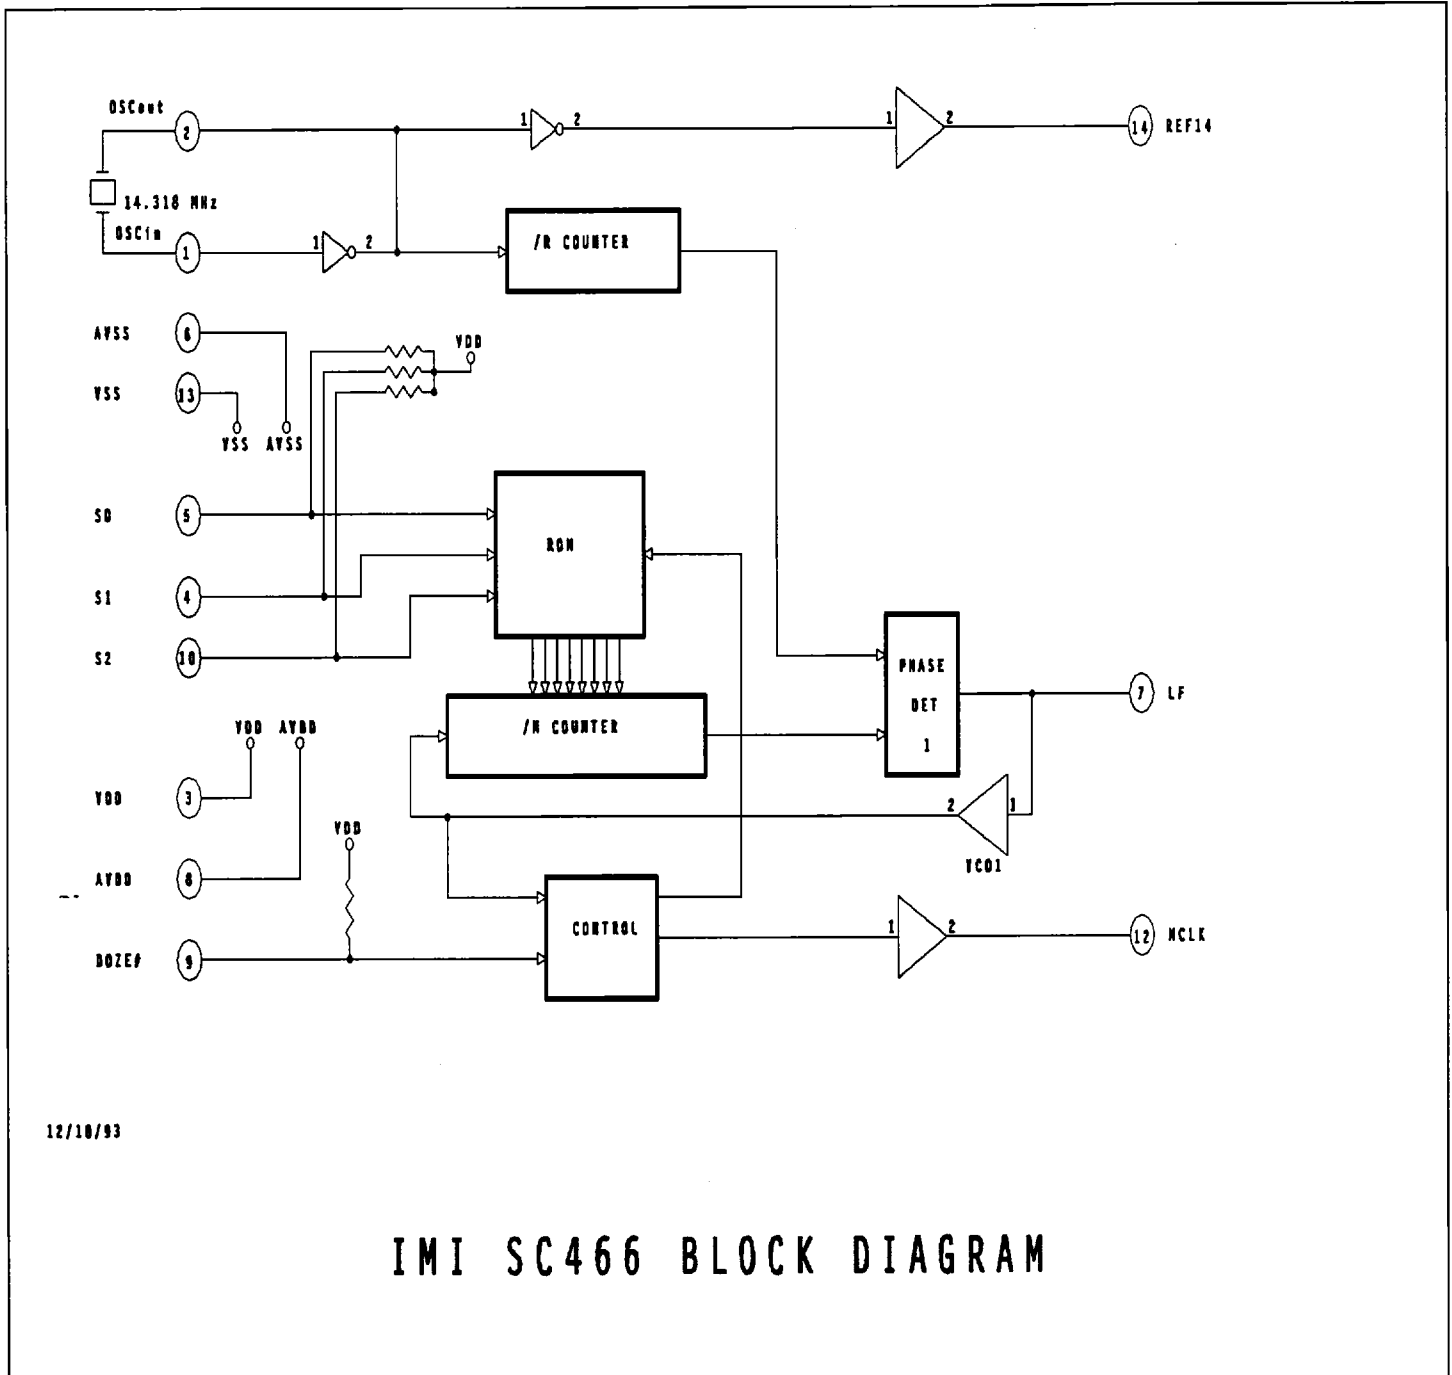 OSCout
2
1
2
1
2
14
REF14
14.318 MHz
OSCin
1
1
2
/R COUNTER
AVSS
6
VDD
VSS
13
VSS
AVSS
S0
5
ROM
S1
4
S2
10
PHASE
DET
1
7
LF
/N COUNTER
VDD
AVDD
VDD
3
VDD
2
1
VCO1
AVDD
8
CONTROL
1
2
12
MCLK
DOZE#
9
12/10/93
IMI SC466 BLOCK DIAGRAM